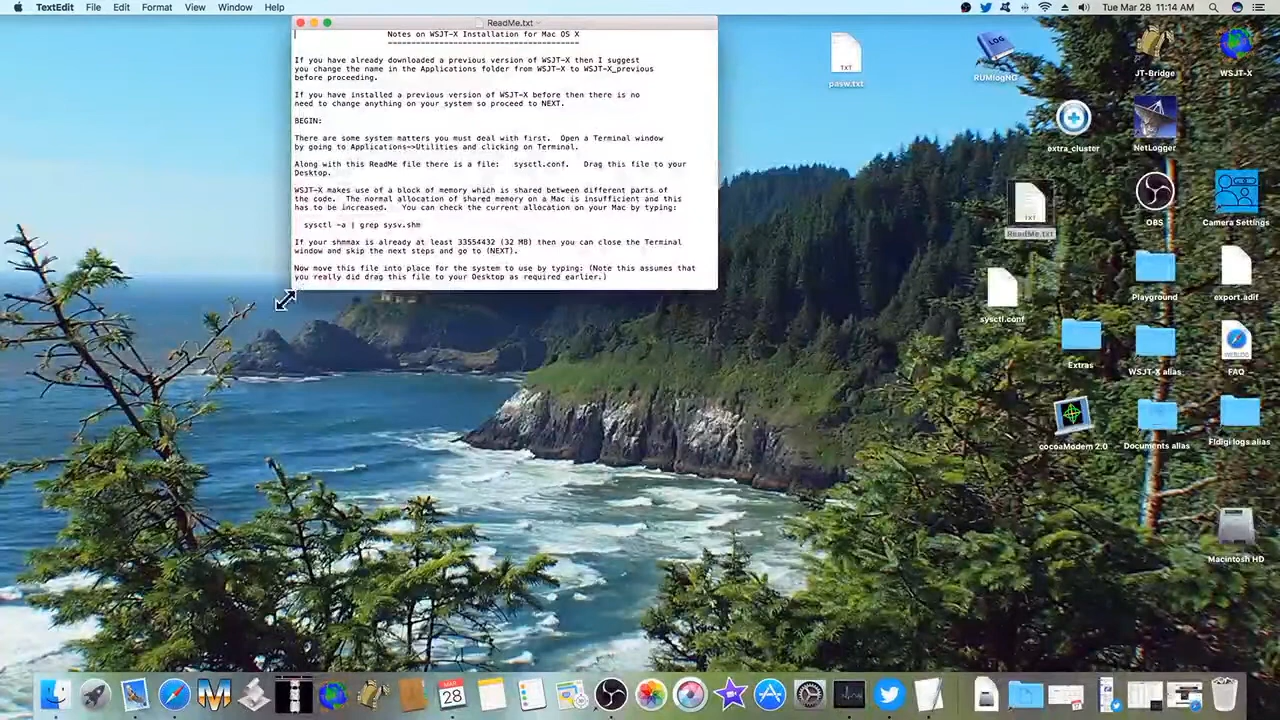 TextEdit File Edit Format View Window Help
Tue Mar 28 11:14 AM
ReadMe.txt
Notes on WSJT-X Installation for Mac OS X
-----------------------------------------
If you have already downloaded a previous version of WSJT-X then I suggest
you change the name in the Applications folder from WSJT-X to WSJT-X_previous
before proceeding.
If you have installed a previous version of WSJT-X before then there is no
need to change anything on your system so proceed to NEXT.
BEGIN:
There are some system matters you must deal with first. Open a Terminal window
by going to Applications->Utilities and clicking on Terminal.
Along with this ReadMe file there is a file: sysctl.conf. Drag this file to your
Desktop.
WSJT-X makes use of a block of memory which is shared between different parts of
the code. The normal allocation of shared memory on a Mac is insufficient and this
has to be increased. You can check the current allocation on your Mac by typing:
sysctl -a | grep sysv.shm
If your shmmax is already at least 33554432 (32 MB) then you can close the Terminal
window and skip the next steps and go to (NEXT).
Now move this file into place for the system to use by typing: (Note this assumes that
you really did drag this file to your Desktop as required earlier.)
pasw.txt
RUMlogNG
JT-Bridge
WSJT-X
extra_cluster
NetLogger
ReadMe.txt
OBS
Camera Settings
sysctl.conf
Playground
export.adif
Extras
WSJT-X alias
FAQ
cocoaModem 2.0
Documents alias
Fldigi logs alias
Macintosh HD
TXT
TXT
LOG
WEBLOC
MAR
28